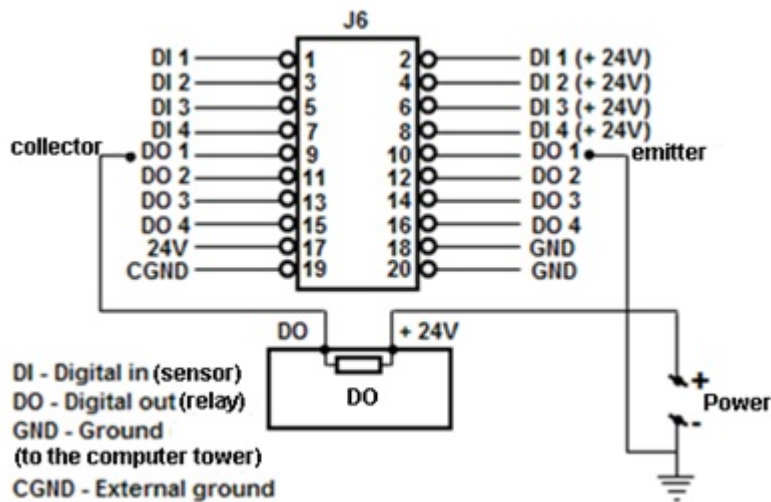 J6
DI 1 1 2 DI 1 (+ 24V)
DI 2 3 4 DI 2 (+ 24V)
DI 3 5 6 DI 3 (+ 24V)
DI 4 7 8 DI 4 (+ 24V)
collector DO 1 9 10 DO 1 emitter
DO 2 11 12 DO 2
DO 3 13 14 DO 3
DO 4 15 16 DO 4
24V 17 18 GND
CGND 19 20 GND
DO + 24V
DO
+
Power
-
DI - Digital in (sensor)
DO - Digital out (relay)
GND - Ground
(to the computer tower)
CGND - External ground